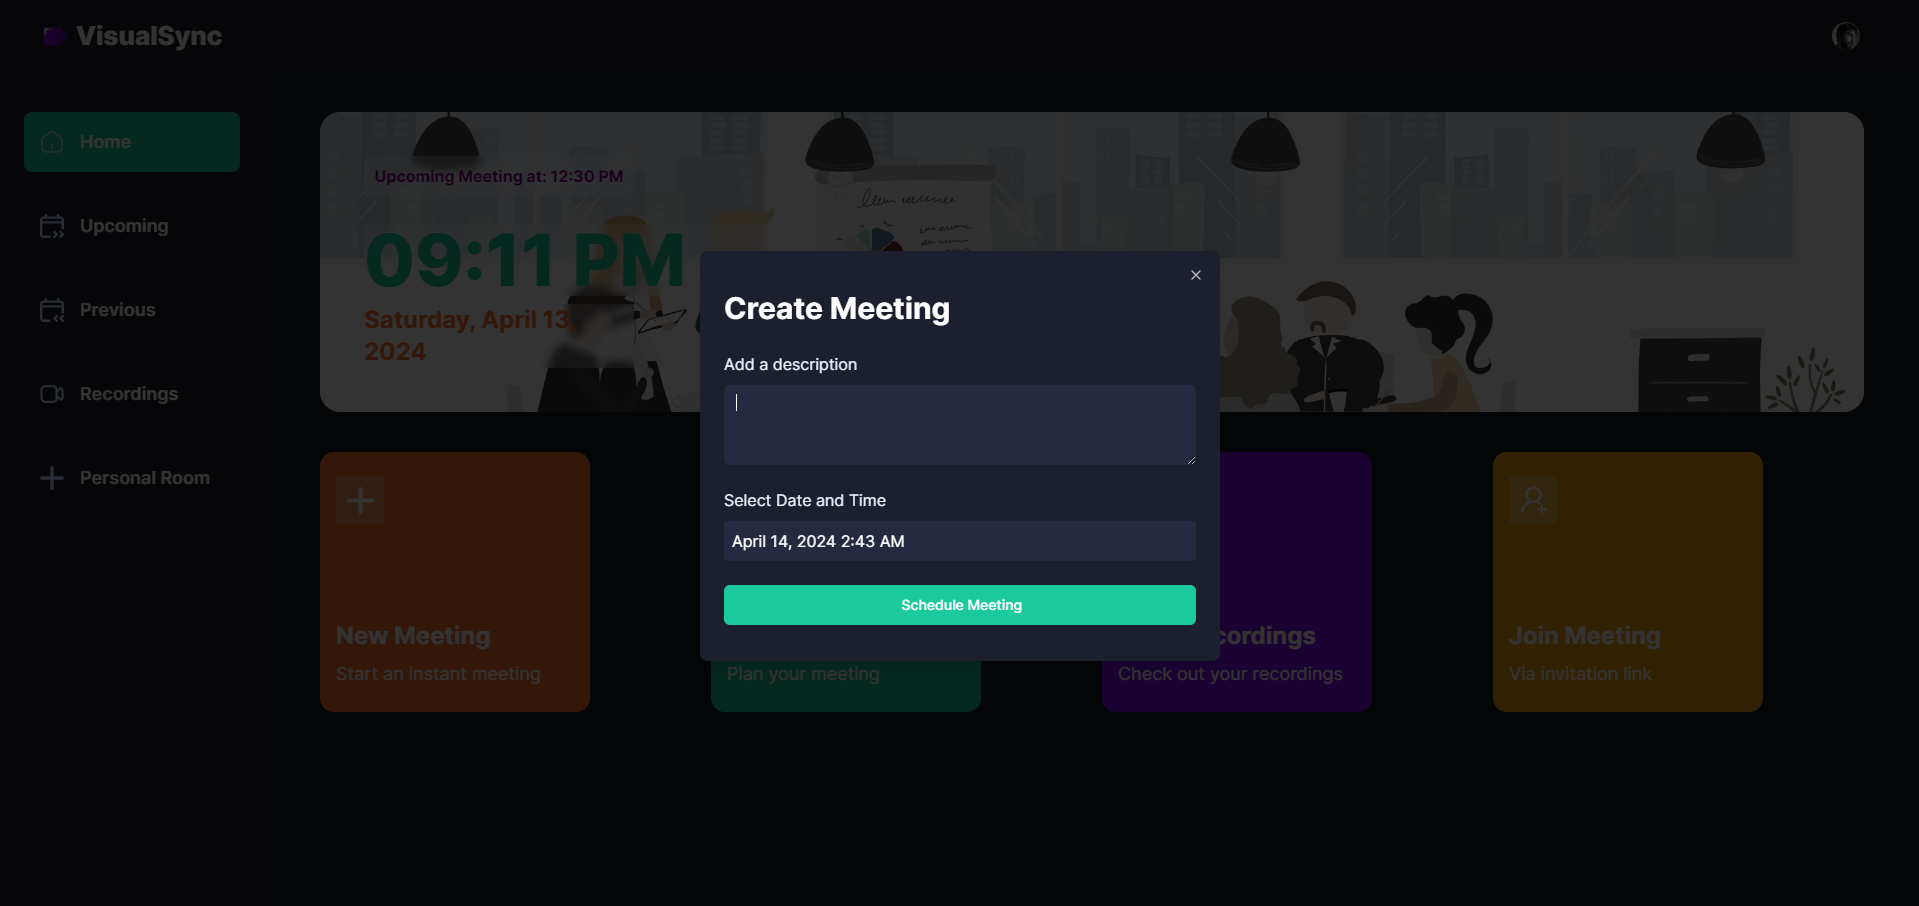 VisualSync
Home
Upcoming
Previous
Recordings
Personal Room
Upcoming Meeting at: 12:30 PM
09:11 PM
Saturday, April 13,
2024
Create Meeting
Add a description
Select Date and Time
April 14, 2024 2:43 AM
Schedule Meeting
New Meeting
Start an instant meeting
Plan your meeting
cordings
Check out your recordings
Join Meeting
Via invitation link